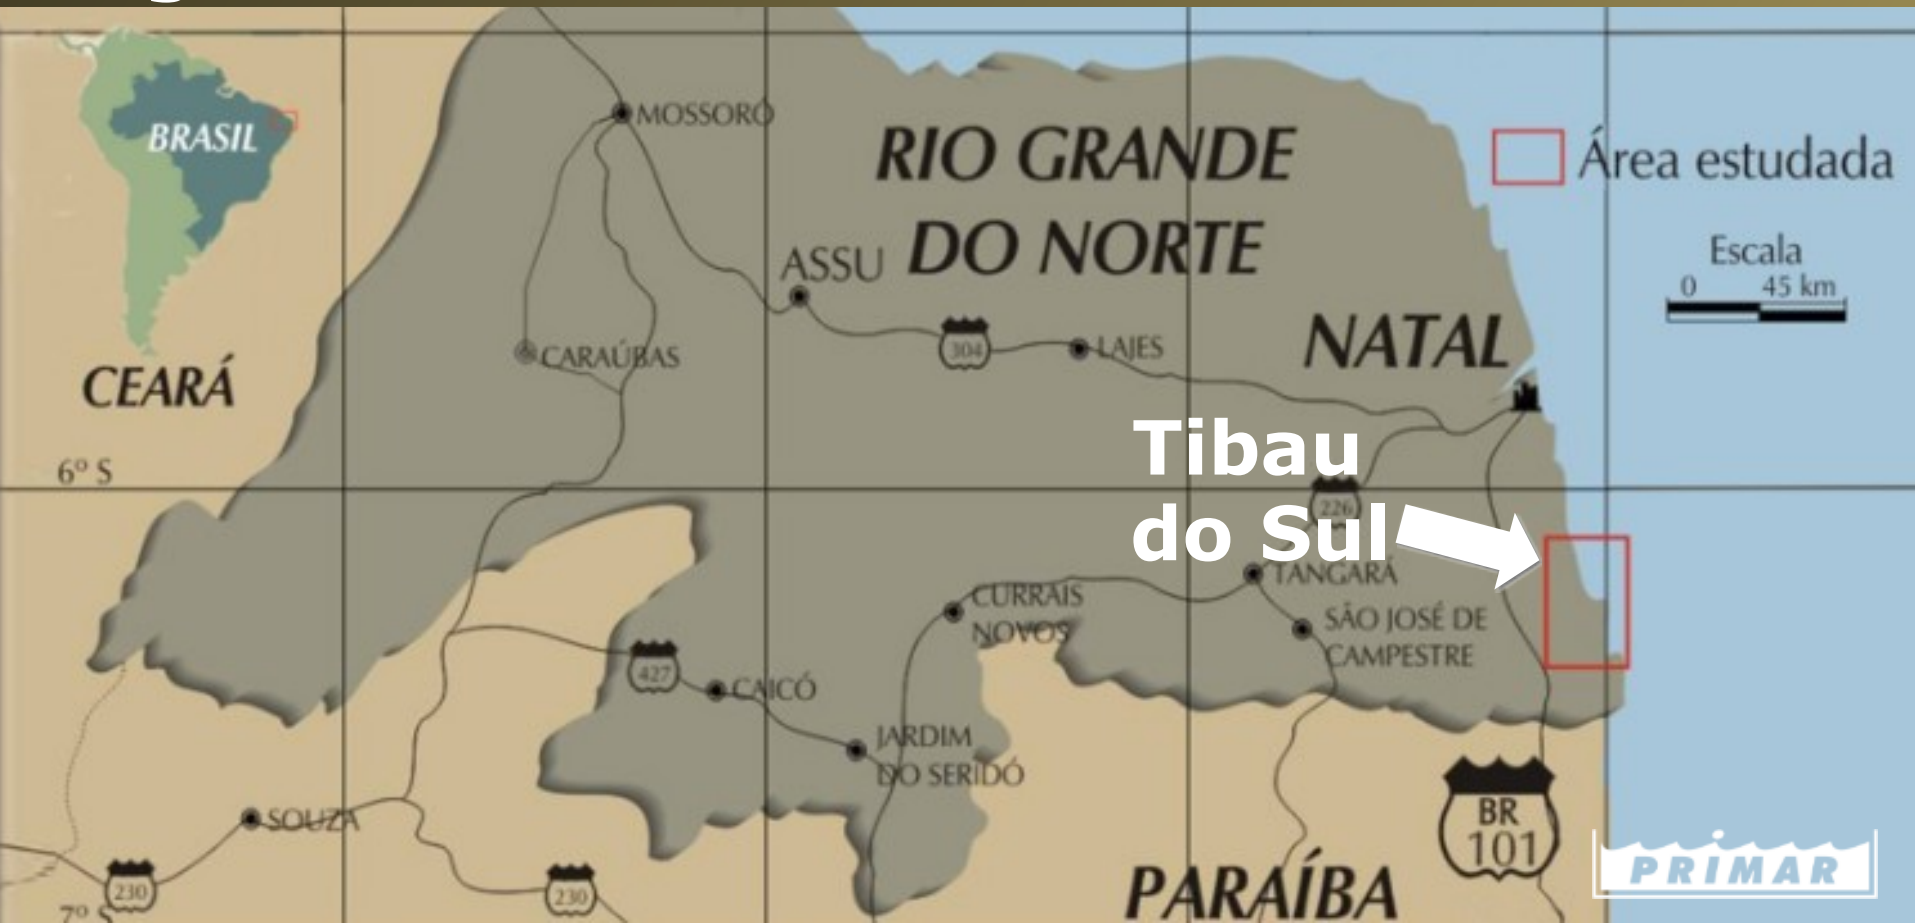 BRASIL
MOSSORÓ
RIO GRANDE
DO NORTE
Área estudada
Escala
0 45 km
ASSU
NATAL
CARAÚBAS
304
LAJES
CEARÁ
Tibau
do Sul
6º S
226
TANGARÁ
CURRAIS
NOVOS
SÃO JOSÉ DE
CAMPESTRE
427
CAICÓ
JARDIM
DO SERIDÓ
SOUZA
BR
101
230
230
PARAÍBA
PRIMAR
7º S